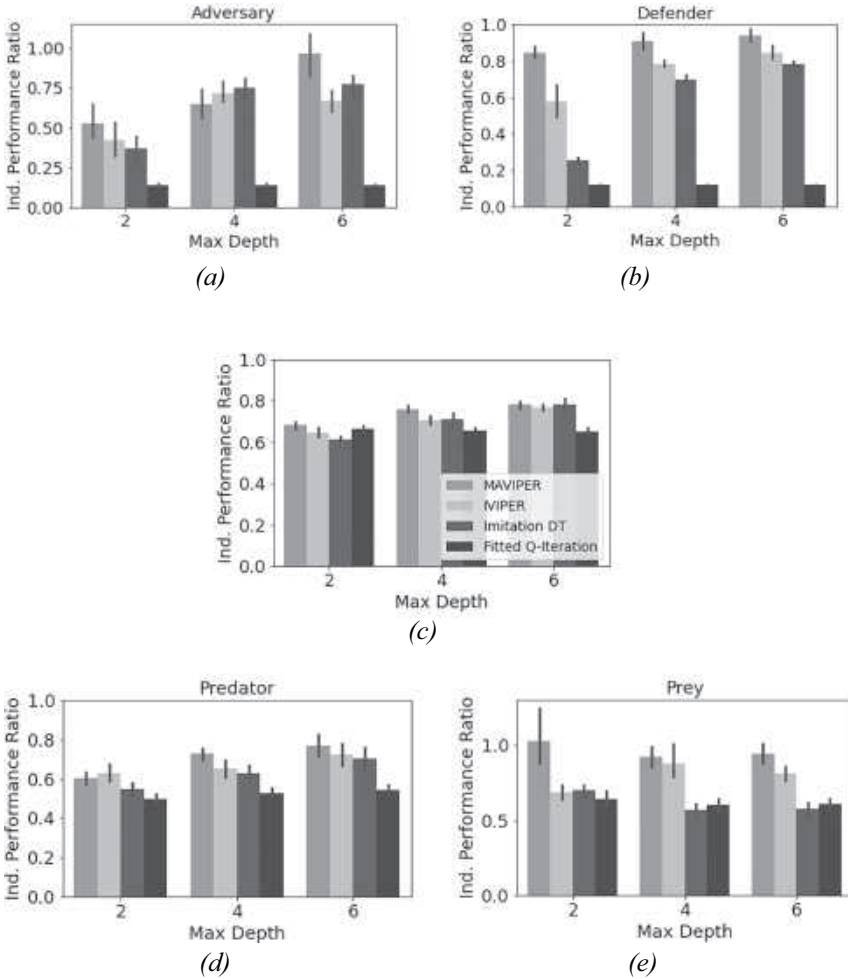 Adversary
Ind. Performance Ratio
1.00
0.75
0.50
0.25
0.00
2 4 6
Max Depth
(a)
Defender
Ind. Performance Ratio
1.0
0.8
0.6
0.4
0.2
0.0
2 4 6
Max Depth
(b)
Ind. Performance Ratio
1.0
0.8
0.6
0.4
0.2
0.0
MAVIPER
IVIPER
Imitation DT
Fitted Q-Iteration
2 4 6
Max Depth
(c)
Predator
Ind. Performance Ratio
1.0
0.8
0.6
0.4
0.2
0.0
2 4 6
Max Depth
(d)
Prey
Ind. Performance Ratio
1.0
0.5
0.0
2 4 6
Max Depth
(e)